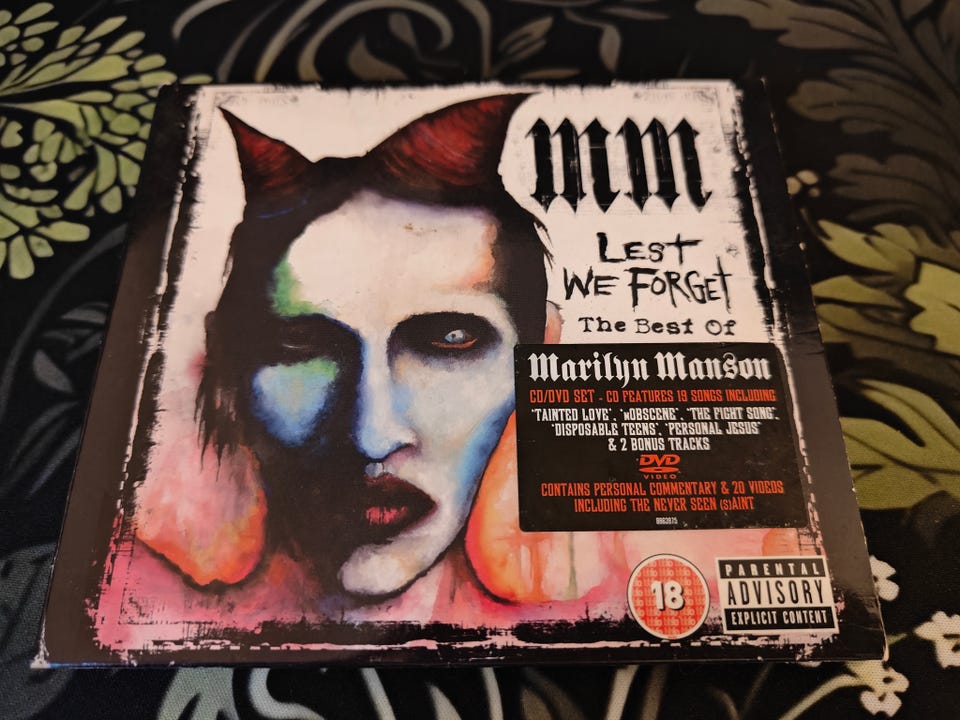 MM
LEST
WE FORGET
The Best Of
Marilyn Manson
CD/DVD SET - CD FEATURES 19 SONGS INCLUDING
'TAINTED LOVE', 'mOBSCENE', 'THE FIGHT SONG',
'DISPOSABLE TEENS', 'PERSONAL JESUS'
& 2 BONUS TRACKS
DVD
VIDEO
CONTAINS PERSONAL COMMENTARY & 20 VIDEOS
INCLUDING THE NEVER SEEN (s)AINT
18
PARENTAL
ADVISORY
EXPLICIT CONTENT